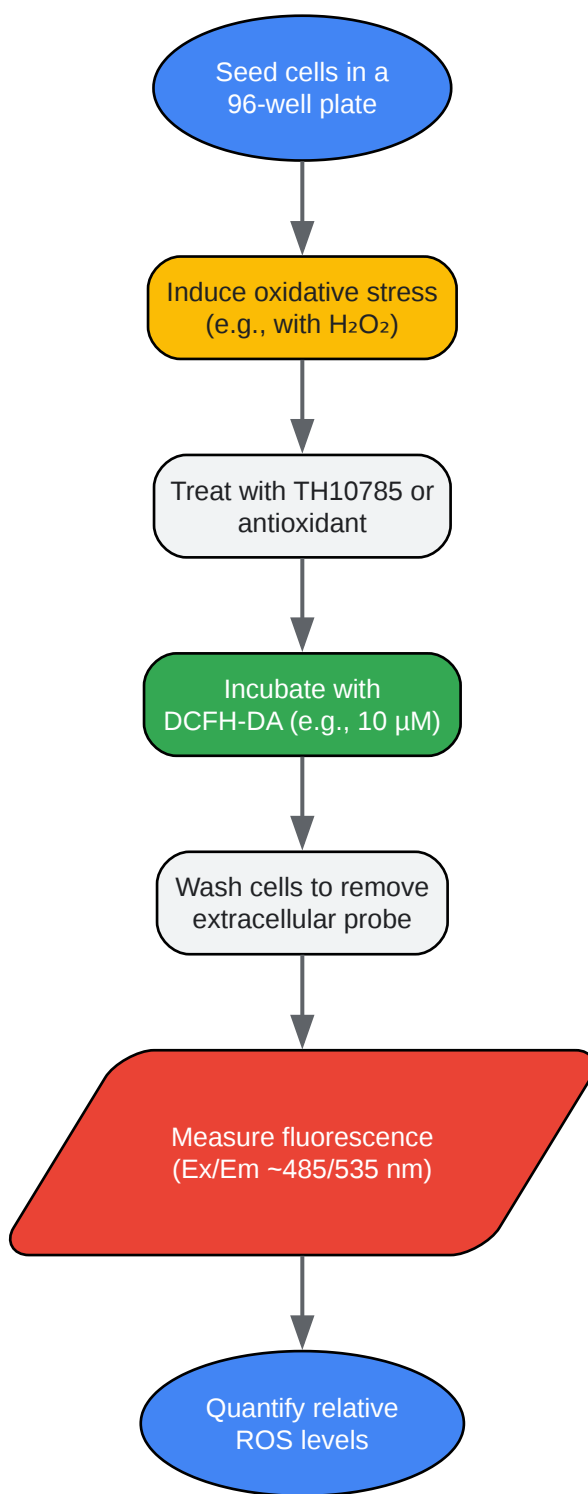 Seed cells in a
96-well plate
Induce oxidative stress
(e.g., with H₂O₂)
Treat with TH10785 or
antioxidant
Incubate with
DCFH-DA (e.g., 10 µM)
Wash cells to remove
extracellular probe
Measure fluorescence
(Ex/Em ~485/535 nm)
Quantify relative
ROS levels